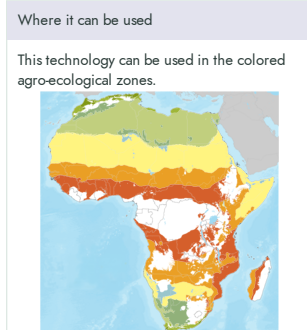 Where it can be used
This technology can be used in the colored
agro-ecological zones.